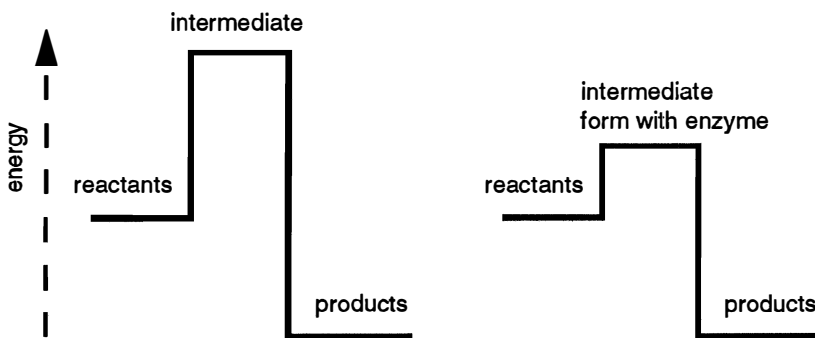 intermediate
energy
reactants
products
intermediate
form with enzyme
reactants
products